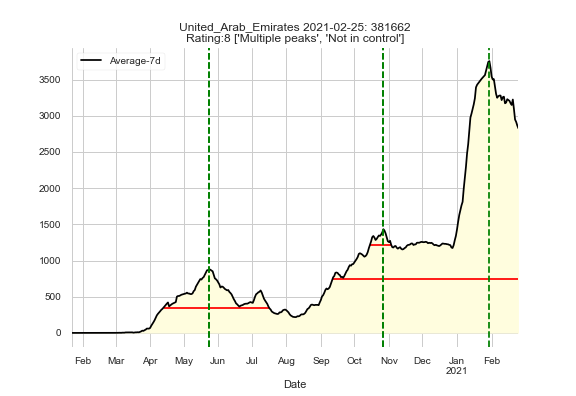 United_Arab_Emirates 2021-02-25: 381662
Rating:8 ['Multiple peaks', 'Not in control']
Average-7d
3500
3000
2500
2000
1500
1000
500
0
Feb Mar Apr May Jun Jul Aug Sep Oct Nov Dec Jan Feb
2021
Date